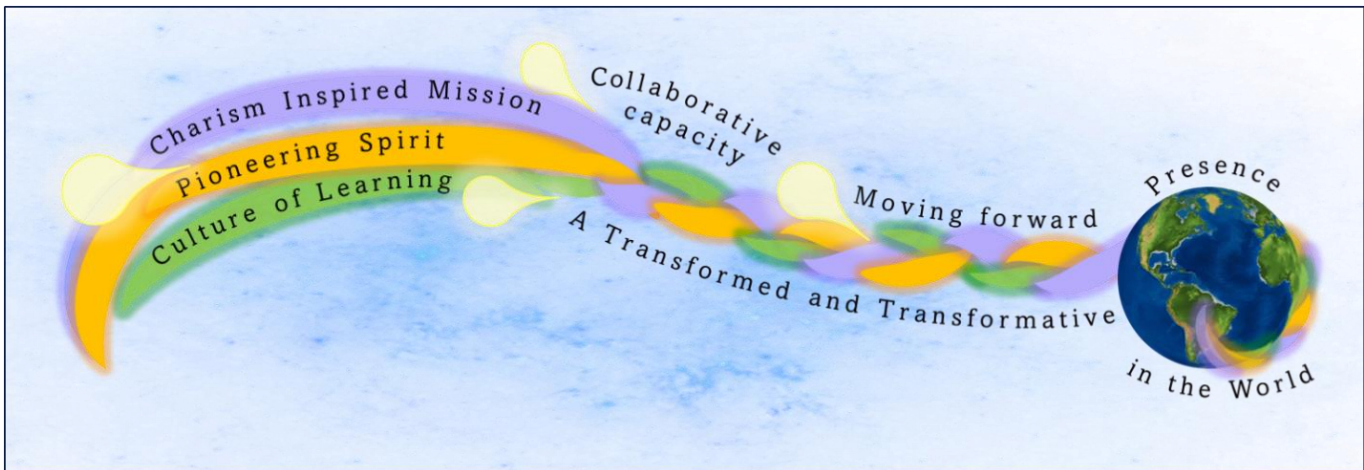 Charism Inspired Mission
Pioneering Spirit
Culture of Learning
Collaborative
capacity
Moving forward
A Transformed and Transformative
Presence
in the World